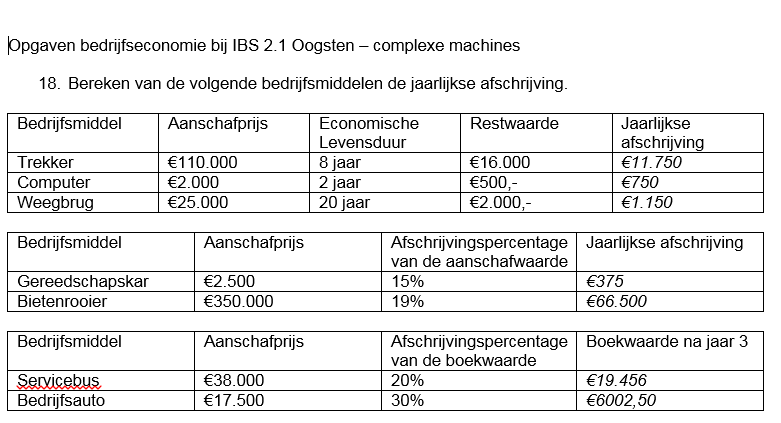 Opgaven bedrijfseconomie bij IBS 2.1 Oogsten – complexe machines
18. Bereken van de volgende bedrijfsmiddelen de jaarlijkse afschrijving.
Bedrijfsmiddel Aanschafprijs Economische Levensduur Restwaarde Jaarlijkse afschrijving
Trekker €110.000 8 jaar €16.000 €11.750
Computer €2.000 2 jaar €500,- €750
Weegbrug €25.000 20 jaar €2.000,- €1.150
Bedrijfsmiddel Aanschafprijs Afschrijvingspercentage van de aanschafwaarde Jaarlijkse afschrijving
Gereedschapskar €2.500 15% €375
Bietenrooier €350.000 19% €66.500
Bedrijfsmiddel Aanschafprijs Afschrijvingspercentage van de boekwaarde Boekwaarde na jaar 3
Servicebus €38.000 20% €19.456
Bedrijfsauto €17.500 30% €6002,50